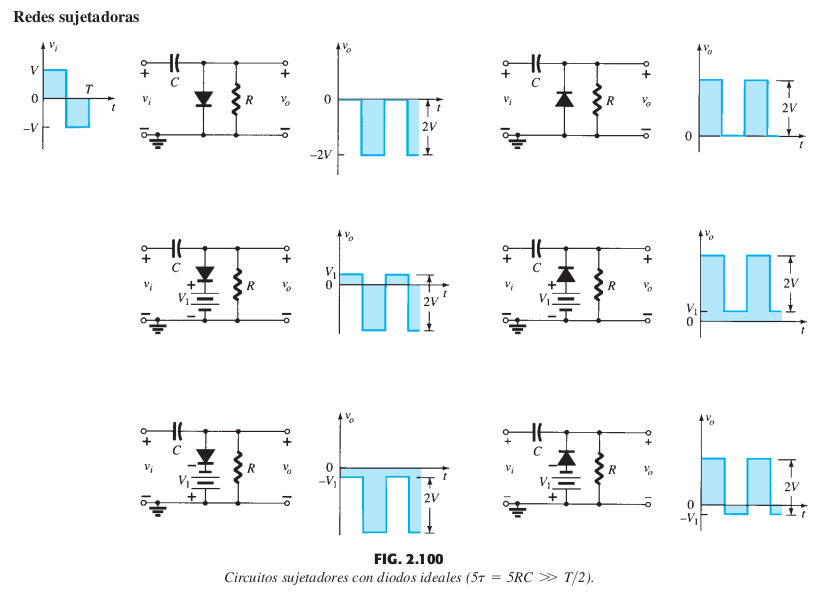 Redes sujetadoras
v_i
V
0
T
t
–V
C
+
+
v_i
R
v_o
–
–
v_o
0
t
2V
–2V
C
+
+
v_i
R
v_o
–
–
v_o
2V
0
t
C
+
+
v_i
+
V_1
–
R
v_o
–
–
v_o
V_1
0
t
2V
C
+
+
v_i
+
V_1
–
R
v_o
–
–
v_o
2V
V_1
0
t
C
+
+
v_i
–
V_1
+
R
v_o
–
–
v_o
0
–V_1
t
2V
C
+
+
v_i
–
V_1
+
R
v_o
–
–
v_o
2V
0
–V_1
t
FIG. 2.100
Circuitos sujetadores con diodos ideales (5τ = 5RC ≫ T/2).